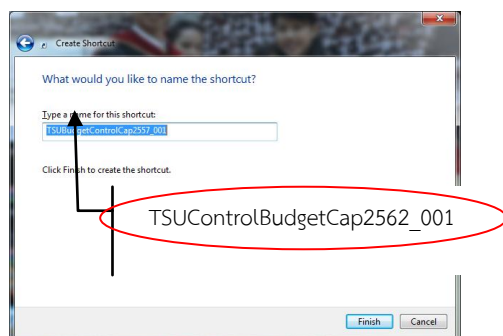 Create Shortcut
What would you like to name the shortcut?
Type a name for this shortcut:
TSUBudgetControlCap2557_001
Click Finish to create the shortcut.
TSUControlBudgetCap2562_001
Finish
Cancel